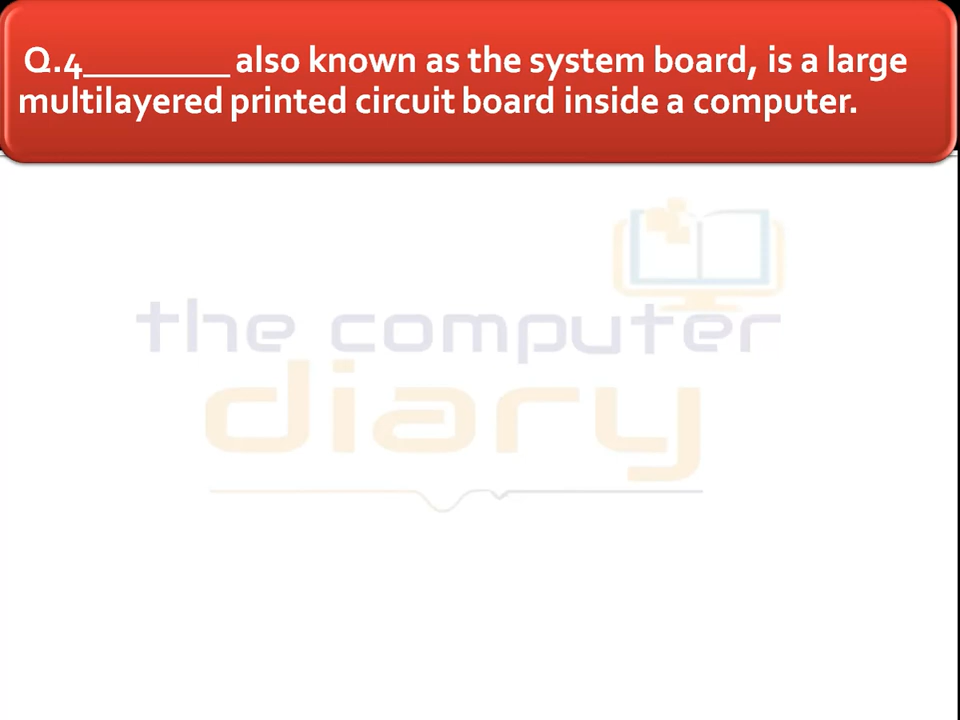 Q.4________ also known as the system board, is a large
multilayered printed circuit board inside a computer.
the computer
diary